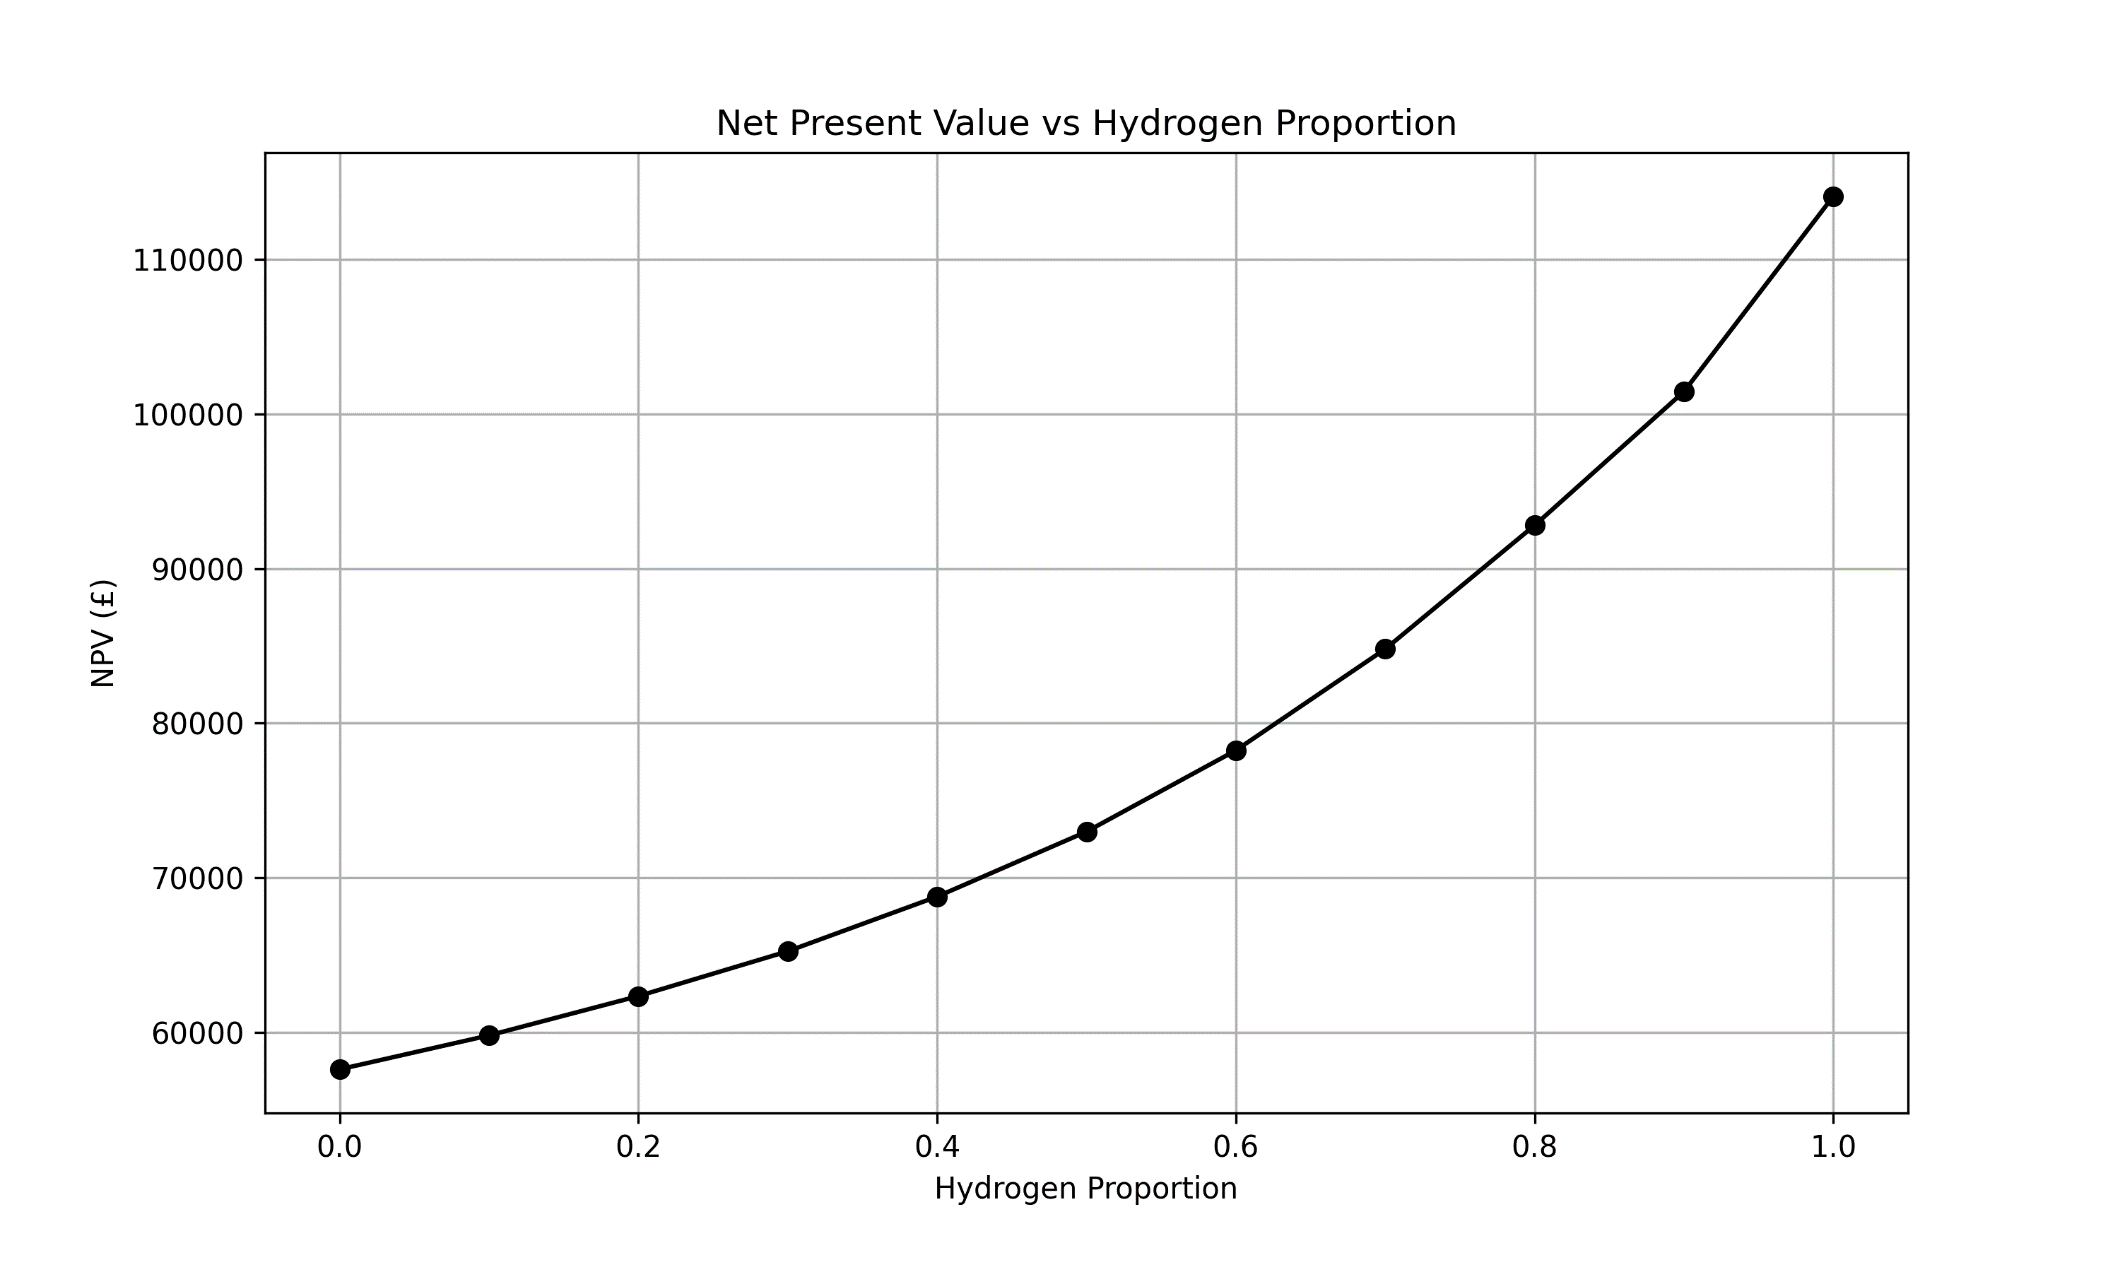 Net Present Value vs Hydrogen Proportion
110000
100000
90000
80000
70000
60000
NPV (£)
0.0 0.2 0.4 0.6 0.8 1.0
Hydrogen Proportion